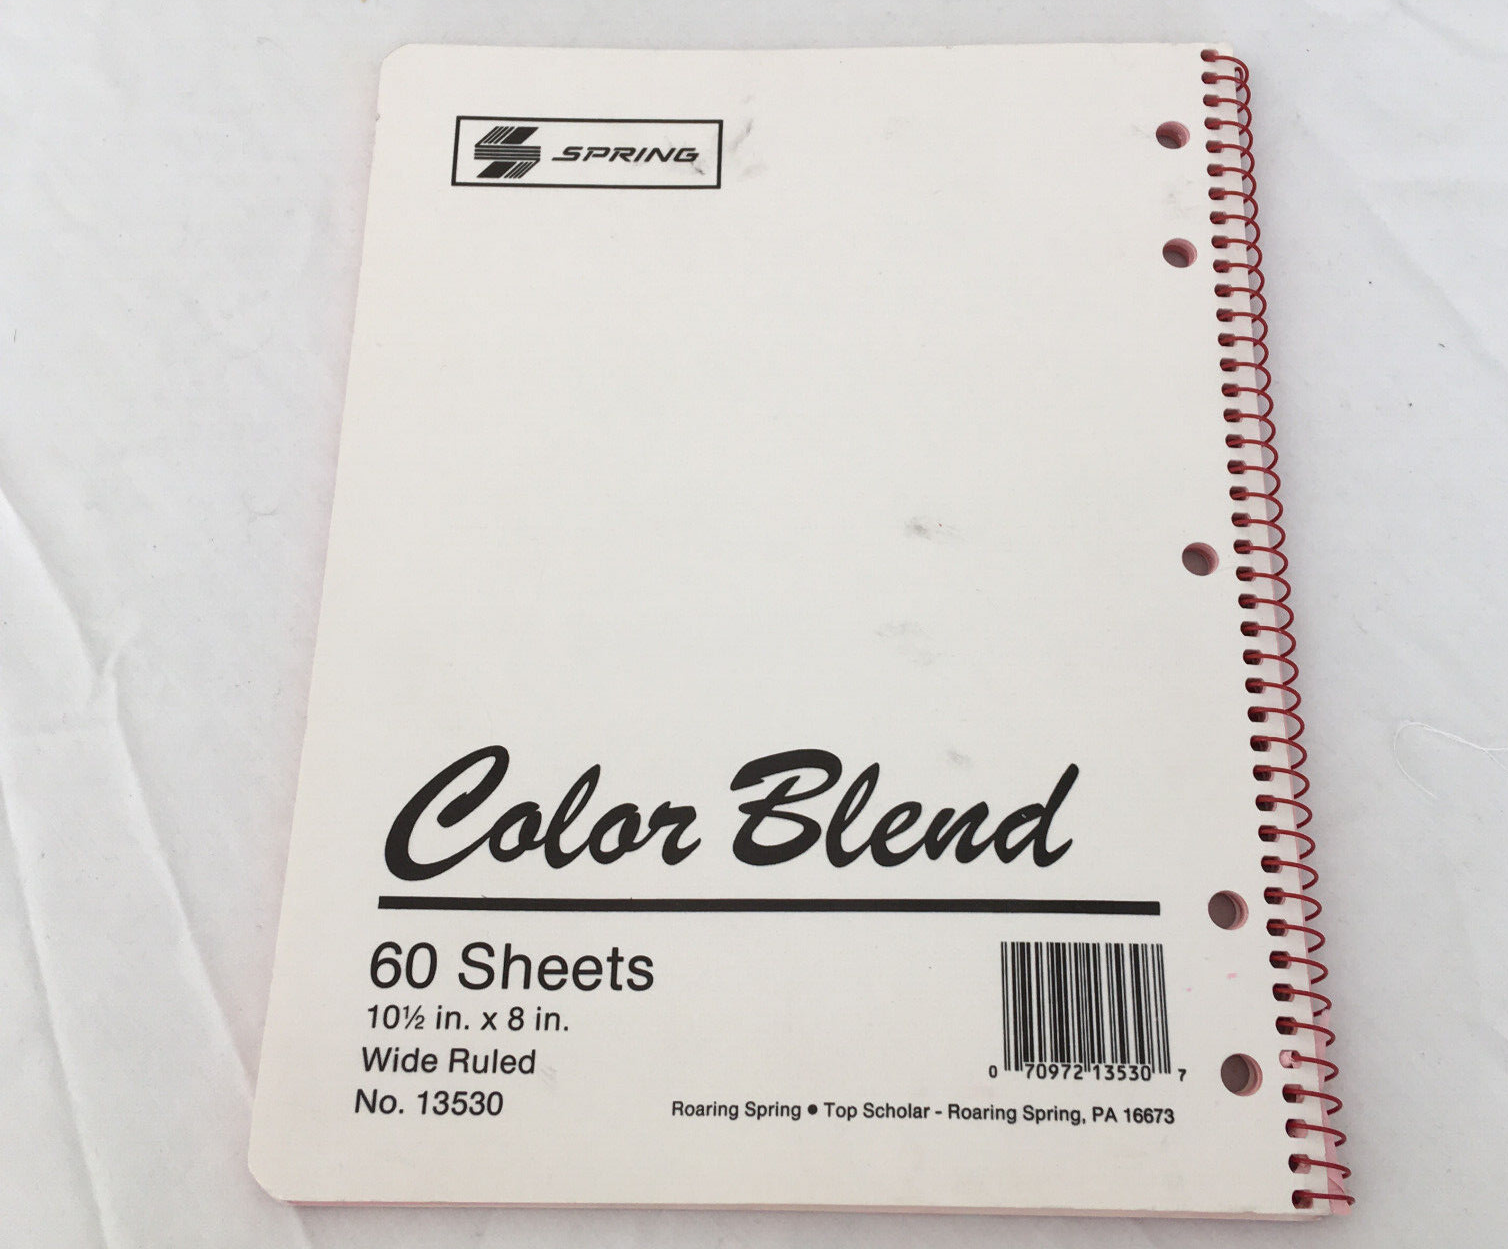 SPRING
Color Blend
60 Sheets
10½ in. x 8 in.
Wide Ruled
No. 13530
0 70972 13530 7
Roaring Spring ● Top Scholar - Roaring Spring, PA 16673